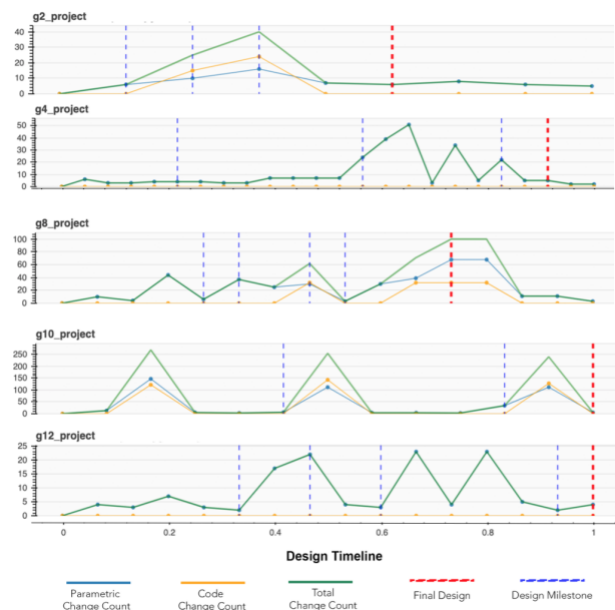 g2_project
40
30
20
10
0
g4_project
50
40
30
20
10
0
g8_project
100
80
60
40
20
0
g10_project
250
200
150
100
50
0
g12_project
25
20
15
10
5
0
0 0.2 0.4 0.6 0.8 1
Design Timeline
Parametric Change Count
Code Change Count
Total Change Count
Final Design
Design Milestone